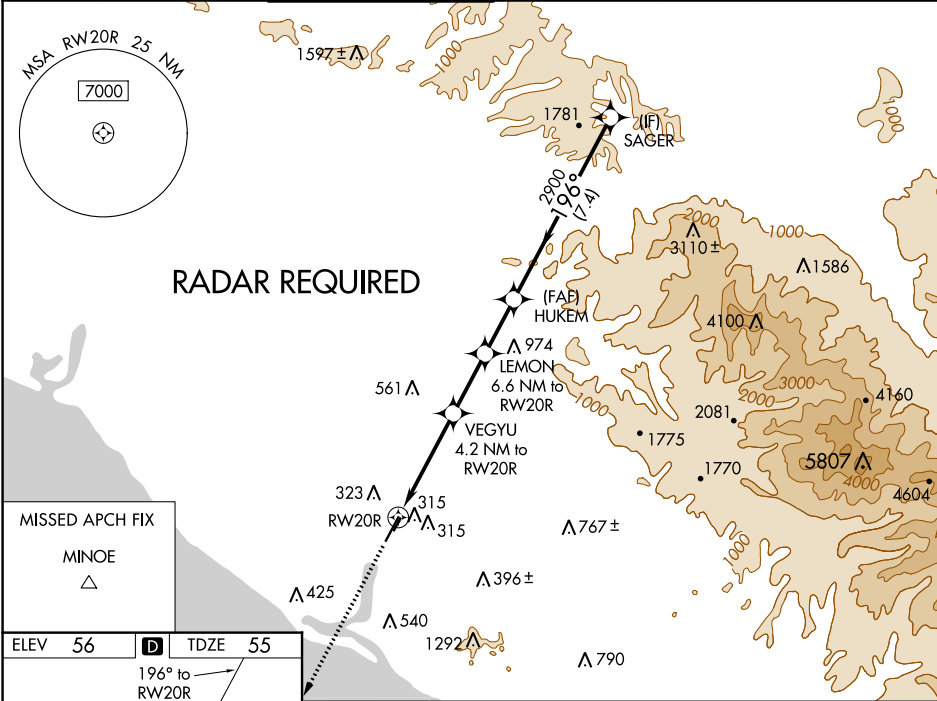 MSA RW20R 25 NM
7000
1597 ±
1000
1781
(IF)
SAGER
1000
2900
196°
(7.4)
2000
3110 ±
1000
1586
RADAR REQUIRED
(FAF)
HUKEM
4100
974
LEMON
6.6 NM to
RW20R
561
1000
3000
2000
4160
2081
VEGYU
4.2 NM to
RW20R
1775
1770
5807
4000
4604
323
315
RW20R
315
767 ±
1000
MISSED APCH FIX
MINOE
396 ±
425
540
1292
790
ELEV 56 D TDZE 55
196° to
RW20R